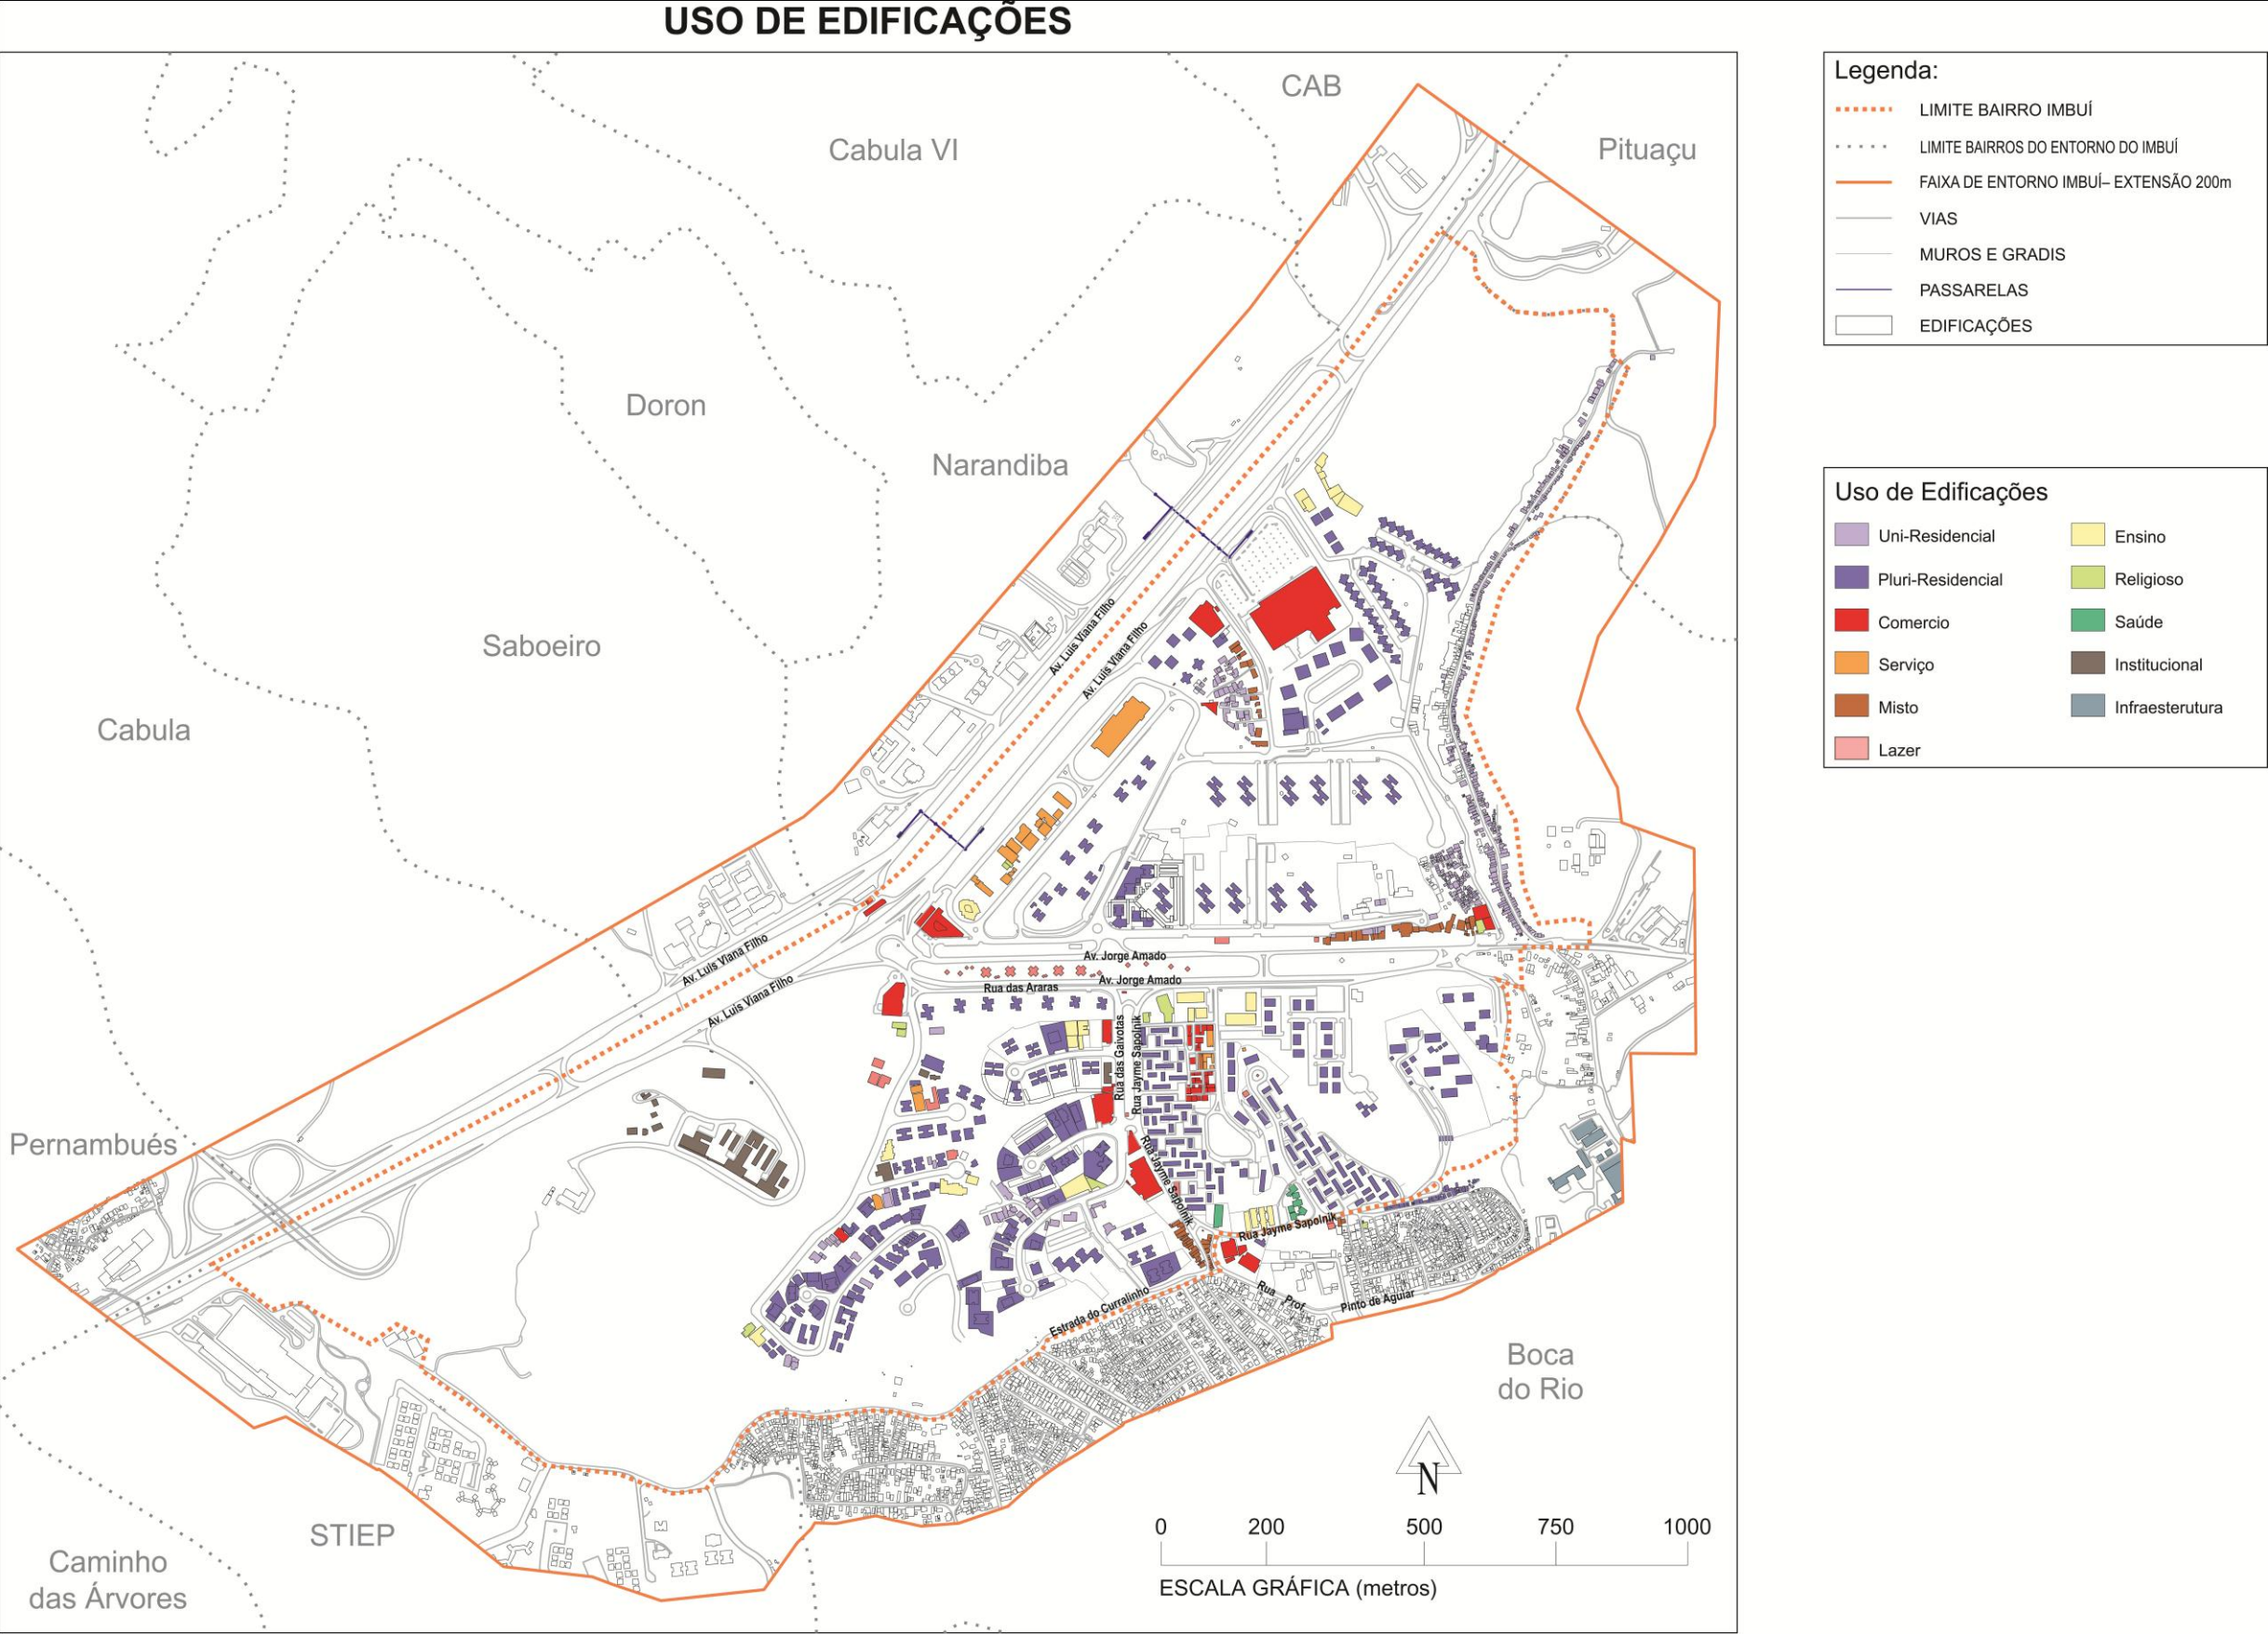 USO DE EDIFICAÇÕES
CAB
Cabula VI
Pituaçu
Doron
Narandiba
Saboeiro
Cabula
Pernambués
STIEP
Caminho
das Árvores
Boca
do Rio
Av. Luis Viana Filho
Av. Luis Viana Filho
Av. Luis Viana Filho
Av. Luis Viana Filho
Av. Jorge Amado
Av. Jorge Amado
Rua das Araras
Rua das Gaivotas
Rua Jayme Sapolnik
Rua Jayme Sapolnik
Rua Jayme Sapolnik
Rua Prof.
Pinto de Aguiar
Estrada do Curralinho
N
0 200 500 750 1000
ESCALA GRÁFICA (metros)
Legenda:
LIMITE BAIRRO IMBUÍ
LIMITE BAIRROS DO ENTORNO DO IMBUÍ
FAIXA DE ENTORNO IMBUÍ– EXTENSÃO 200m
VIAS
MUROS E GRADIS
PASSARELAS
EDIFICAÇÕES
Uso de Edificações
Uni-Residencial
Pluri-Residencial
Comercio
Serviço
Misto
Lazer
Ensino
Religioso
Saúde
Institucional
Infraesterutura